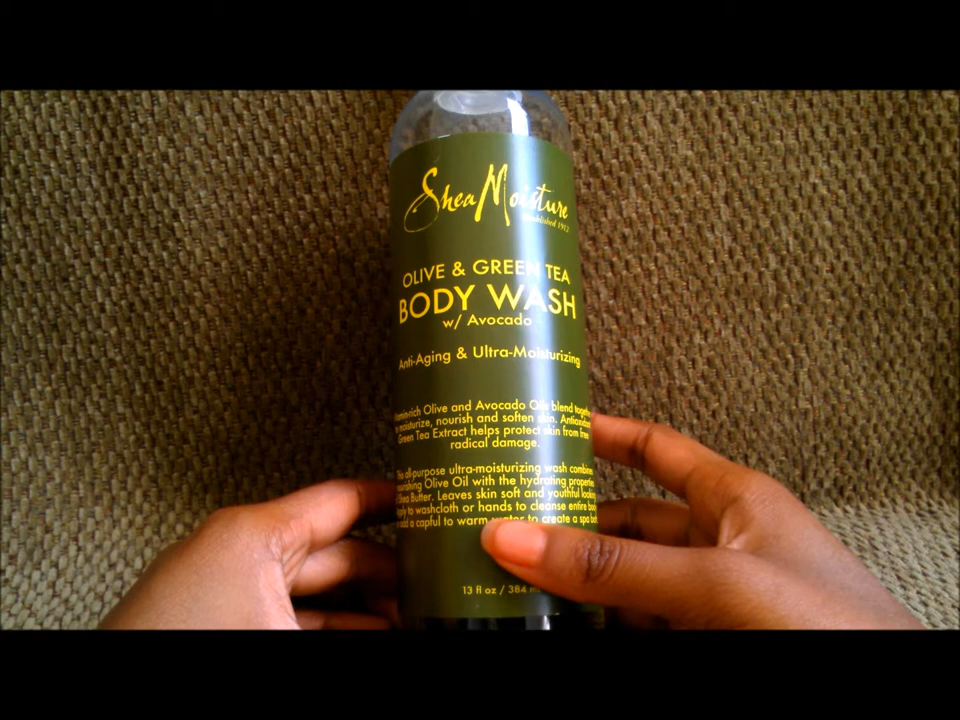 SheaMoisture
Established 1912
OLIVE & GREEN TEA
BODY WASH
w/ Avocado
Anti-Aging & Ultra-Moisturizing
Olive and Avocado Oils blend
moisturize, nourish and soften skin.
Green Tea Extract helps protect skin from free
radical damage.
all-purpose ultra-moisturizing wash
Olive Oil with the hydrating
Shea Butter. Leaves skin soft and youthful
to washcloth or hands to cleanse entire
add a capful to warm water to create a spa
13 fl oz / 384